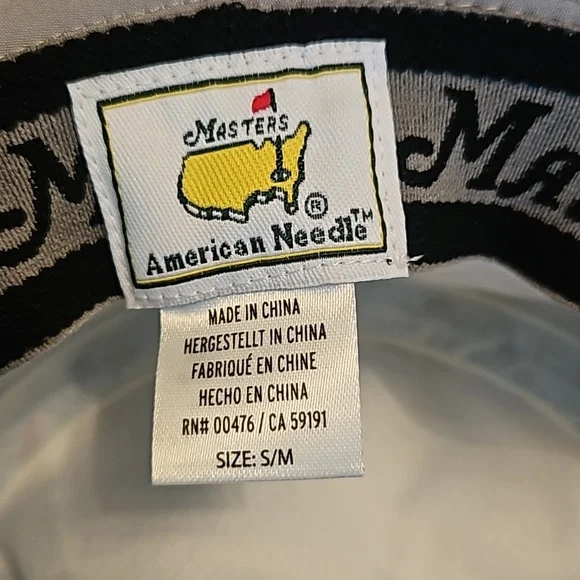 MASTERS
®
American Needle™
MADE IN CHINA
HERGESTELLT IN CHINA
FABRIQUÉ EN CHINE
HECHO EN CHINA
RN# 00476 / CA 59191
SIZE: S/M